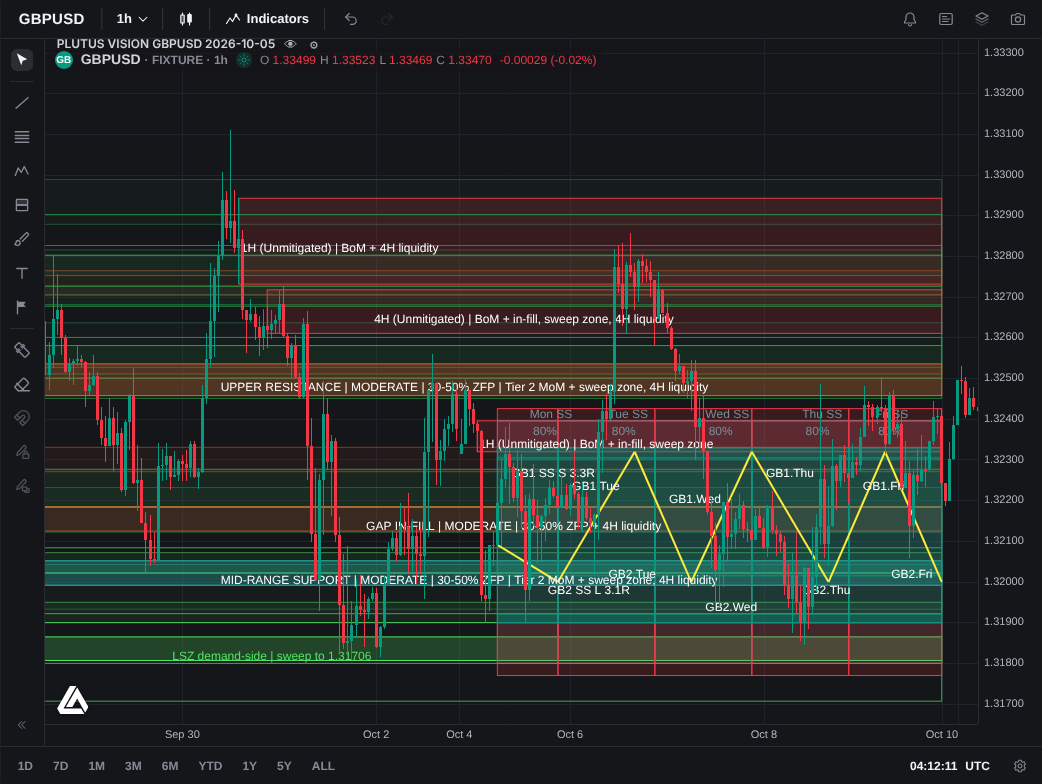 GBPUSD 1h Indicators
PLUTUS VISION GBPUSD 2026-10-05
GB GBPUSD · FIXTURE · 1h O 1.33499 H 1.33523 L 1.33469 C 1.33470 -0.00029 (-0.02%)
1.33300
1.33200
1.33100
1.33000
1.32900
1.32800
1.32700
1.32600
1.32500
1.32400
1.32300
1.32200
1.32100
1.32000
1.31900
1.31800
1.31700
1H (Unmitigated) | BoM + 4H liquidity
4H (Unmitigated) | BoM + in-fill, sweep zone, 4H liquidity
UPPER RESISTANCE | MODERATE | 30-50% ZFP | Tier 2 MoM + sweep zone, 4H liquidity
Mon SS Tue SS Wed SS Thu SS SS
80% 80% 80% 80%
1H (Unmitigated) | BoM + in-fill, sweep zone
GB1 SS S 3.3R GB1.Thu
GB1 Tue GB1.Fri
GB1.Wed
GAP IN-FILL | MODERATE | 30-50% ZFP + 4H liquidity
GB2 Tue GB2.Fri
MID-RANGE SUPPORT | MODERATE | 30-50% ZFP | Tier 2 MoM + sweep zone, 4H liquidity
GB2 SS L 3.1R GB2.Thu
GB2.Wed
LSZ demand-side | sweep to 1.31706
Sep 30 Oct 2 Oct 4 Oct 6 Oct 8 Oct 10
1D 7D 1M 3M 6M YTD 1Y 5Y ALL 04:12:11 UTC